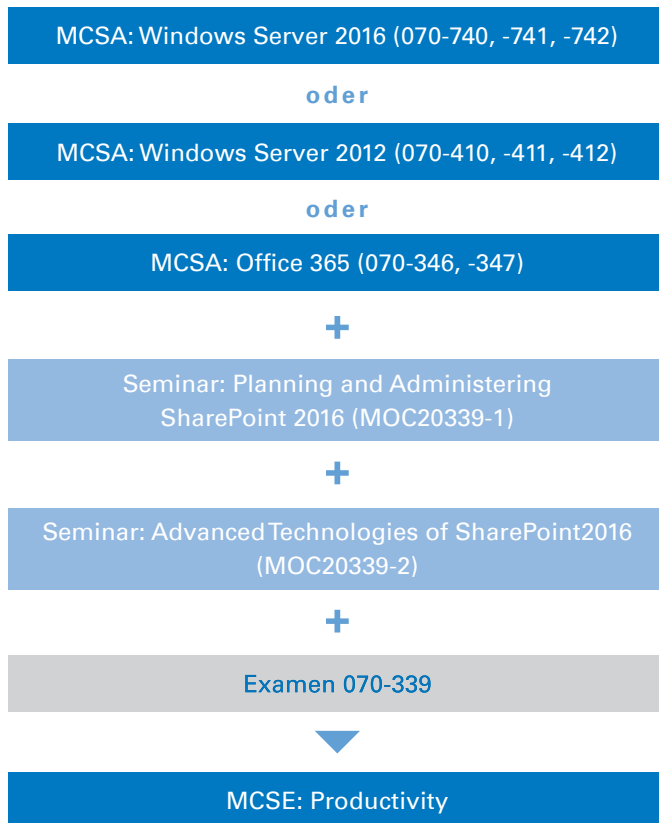 MCSA: Windows Server 2016 (070-740, -741, -742)
oder
MCSA: Windows Server 2012 (070-410, -411, -412)
oder
MCSA: Office 365 (070-346, -347)
+
Seminar: Planning and Administering
SharePoint 2016 (MOC20339-1)
+
Seminar: Advanced Technologies of SharePoint2016
(MOC20339-2)
+
Examen 070-339
MCSE: Productivity